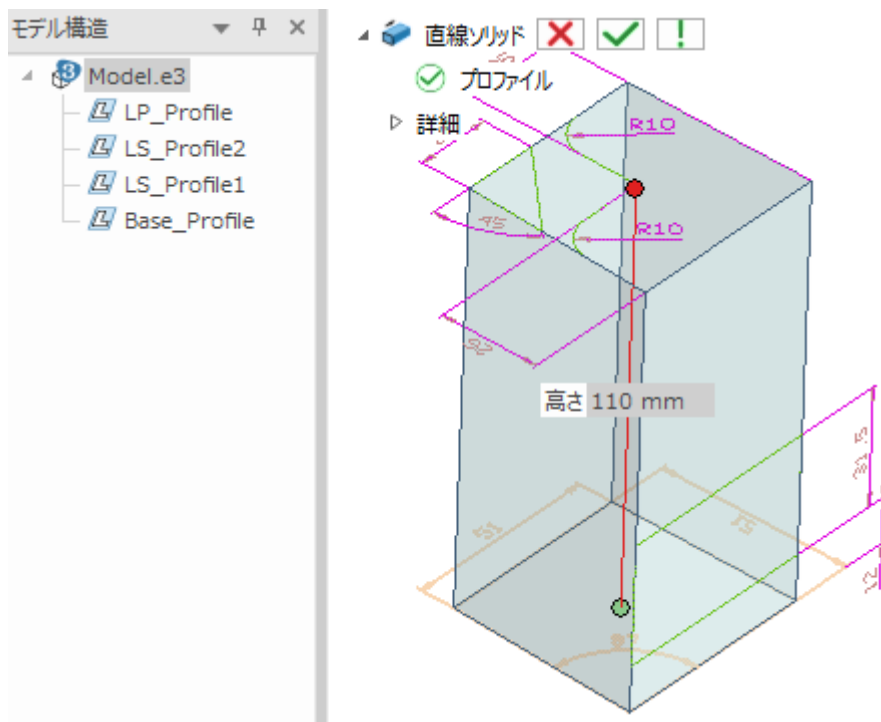 モデル構造
Model.e3
LP_Profile
LS_Profile2
LS_Profile1
Base_Profile
直線ソリッド
プロファイル
詳細
R10
R10
45
高さ 110 mm